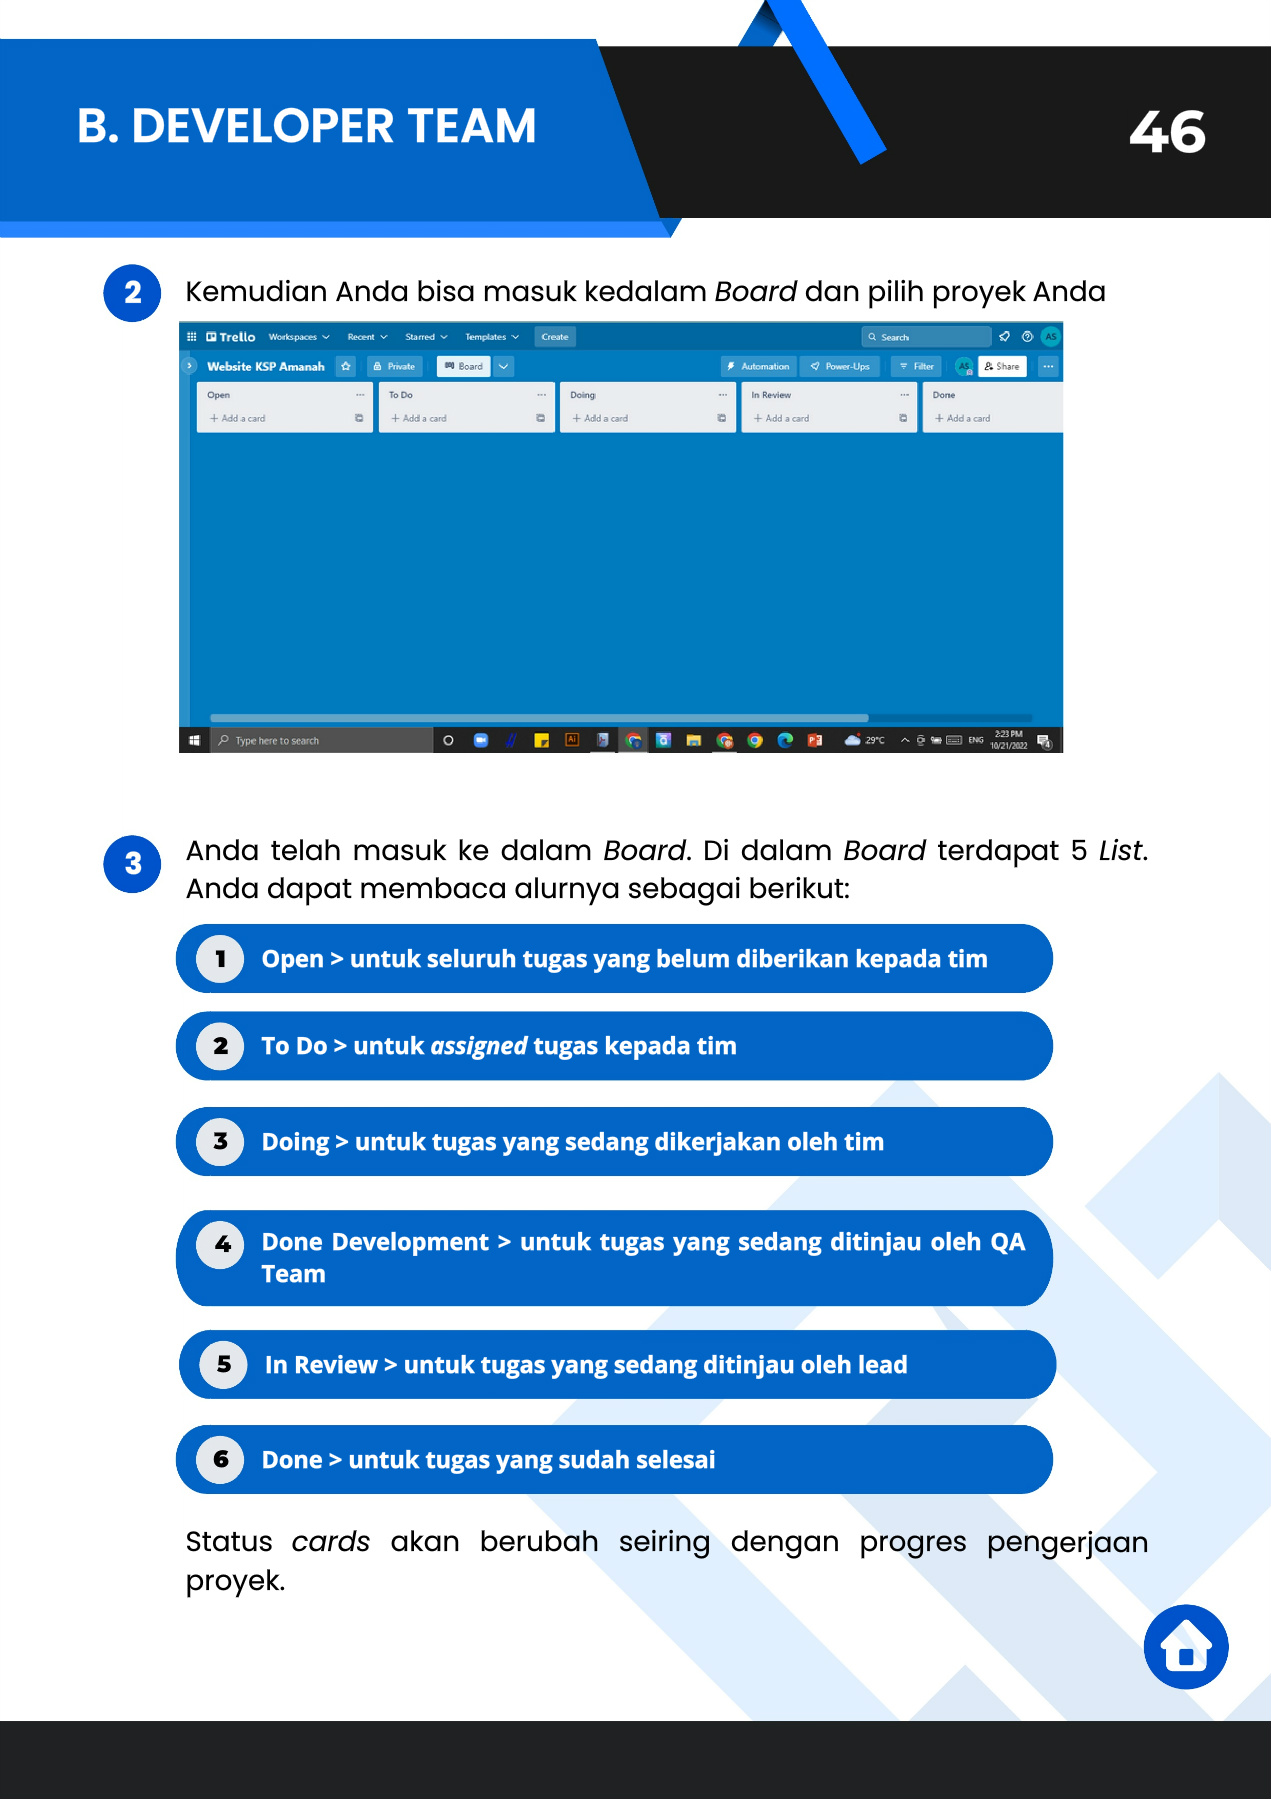 B. DEVELOPER TEAM
46
2
Kemudian Anda bisa masuk kedalam Board dan pilih proyek Anda
Trello Workspaces Recent Starred Templates Create Search AS
Website KSP Amanah Private Board Automation Power-Ups Filter AS Share
Open To Do Doing In Review Done
+ Add a card + Add a card + Add a card + Add a card + Add a card
Type here to search Ai 29°C ENG 2:23 PM 10/21/2022 4
3
Anda telah masuk ke dalam Board. Di dalam Board terdapat 5 List.
Anda dapat membaca alurnya sebagai berikut:
1 Open > untuk seluruh tugas yang belum diberikan kepada tim
2 To Do > untuk assigned tugas kepada tim
3 Doing > untuk tugas yang sedang dikerjakan oleh tim
4 Done Development > untuk tugas yang sedang ditinjau oleh QA
Team
5 In Review > untuk tugas yang sedang ditinjau oleh lead
6 Done > untuk tugas yang sudah selesai
Status cards akan berubah seiring dengan progres pengerjaan
proyek.